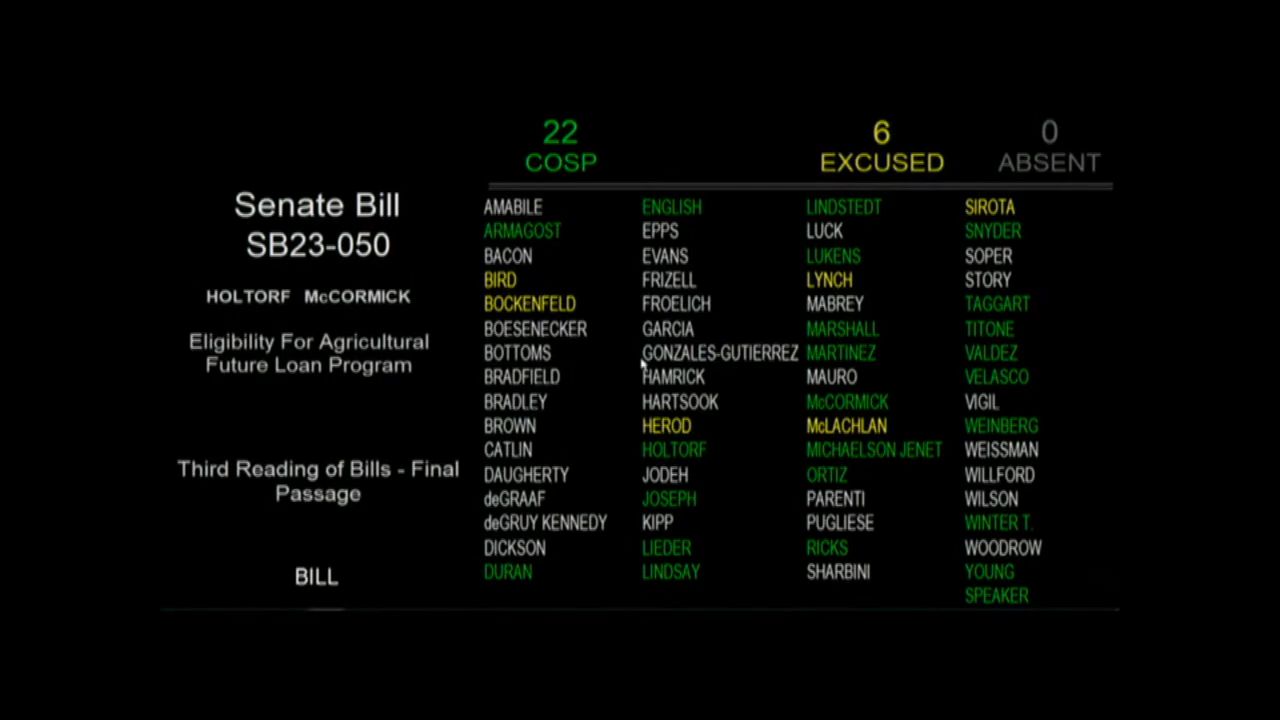 22 6 0
COSP EXCUSED ABSENT
Senate Bill
SB23-050
HOLTORF McCORMICK
Eligibility For Agricultural
Future Loan Program
Third Reading of Bills - Final
Passage
BILL
AMABILE ENGLISH LINDSTEDT SIROTA
ARMAGOST EPPS LUCK SNYDER
BACON EVANS LUKENS SOPER
BIRD FRIZELL LYNCH STORY
BOCKENFELD FROELICH MABREY TAGGART
BOESENECKER GARCIA MARSHALL TITONE
BOTTOMS GONZALES-GUTIERREZ MARTINEZ VALDEZ
BRADFIELD HAMRICK MAURO VELASCO
BRADLEY HARTSOOK McCORMICK VIGIL
BROWN HEROD McLACHLAN WEINBERG
CATLIN HOLTORF MICHAELSON JENET WEISSMAN
DAUGHERTY JODEH ORTIZ WILLFORD
deGRAAF JOSEPH PARENTI WILSON
deGRUY KENNEDY KIPP PUGLIESE WINTER T.
DICKSON LIEDER RICKS WOODROW
DURAN LINDSAY SHARBINI YOUNG
SPEAKER